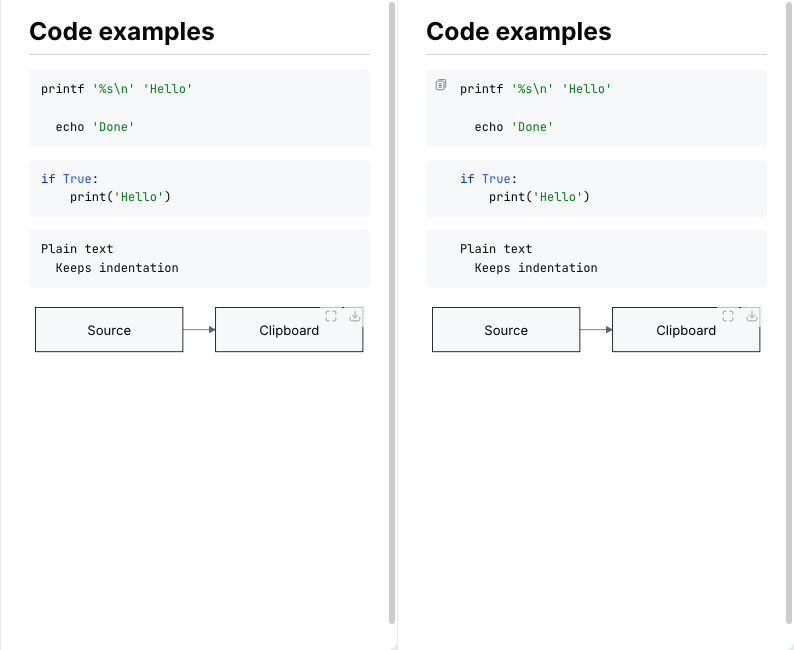 Code examples
printf '%s\n' 'Hello'
  echo 'Done'
if True:
    print('Hello')
Plain text
  Keeps indentation
Source
Clipboard
Code examples
printf '%s\n' 'Hello'
  echo 'Done'
if True:
    print('Hello')
Plain text
  Keeps indentation
Source
Clipboard